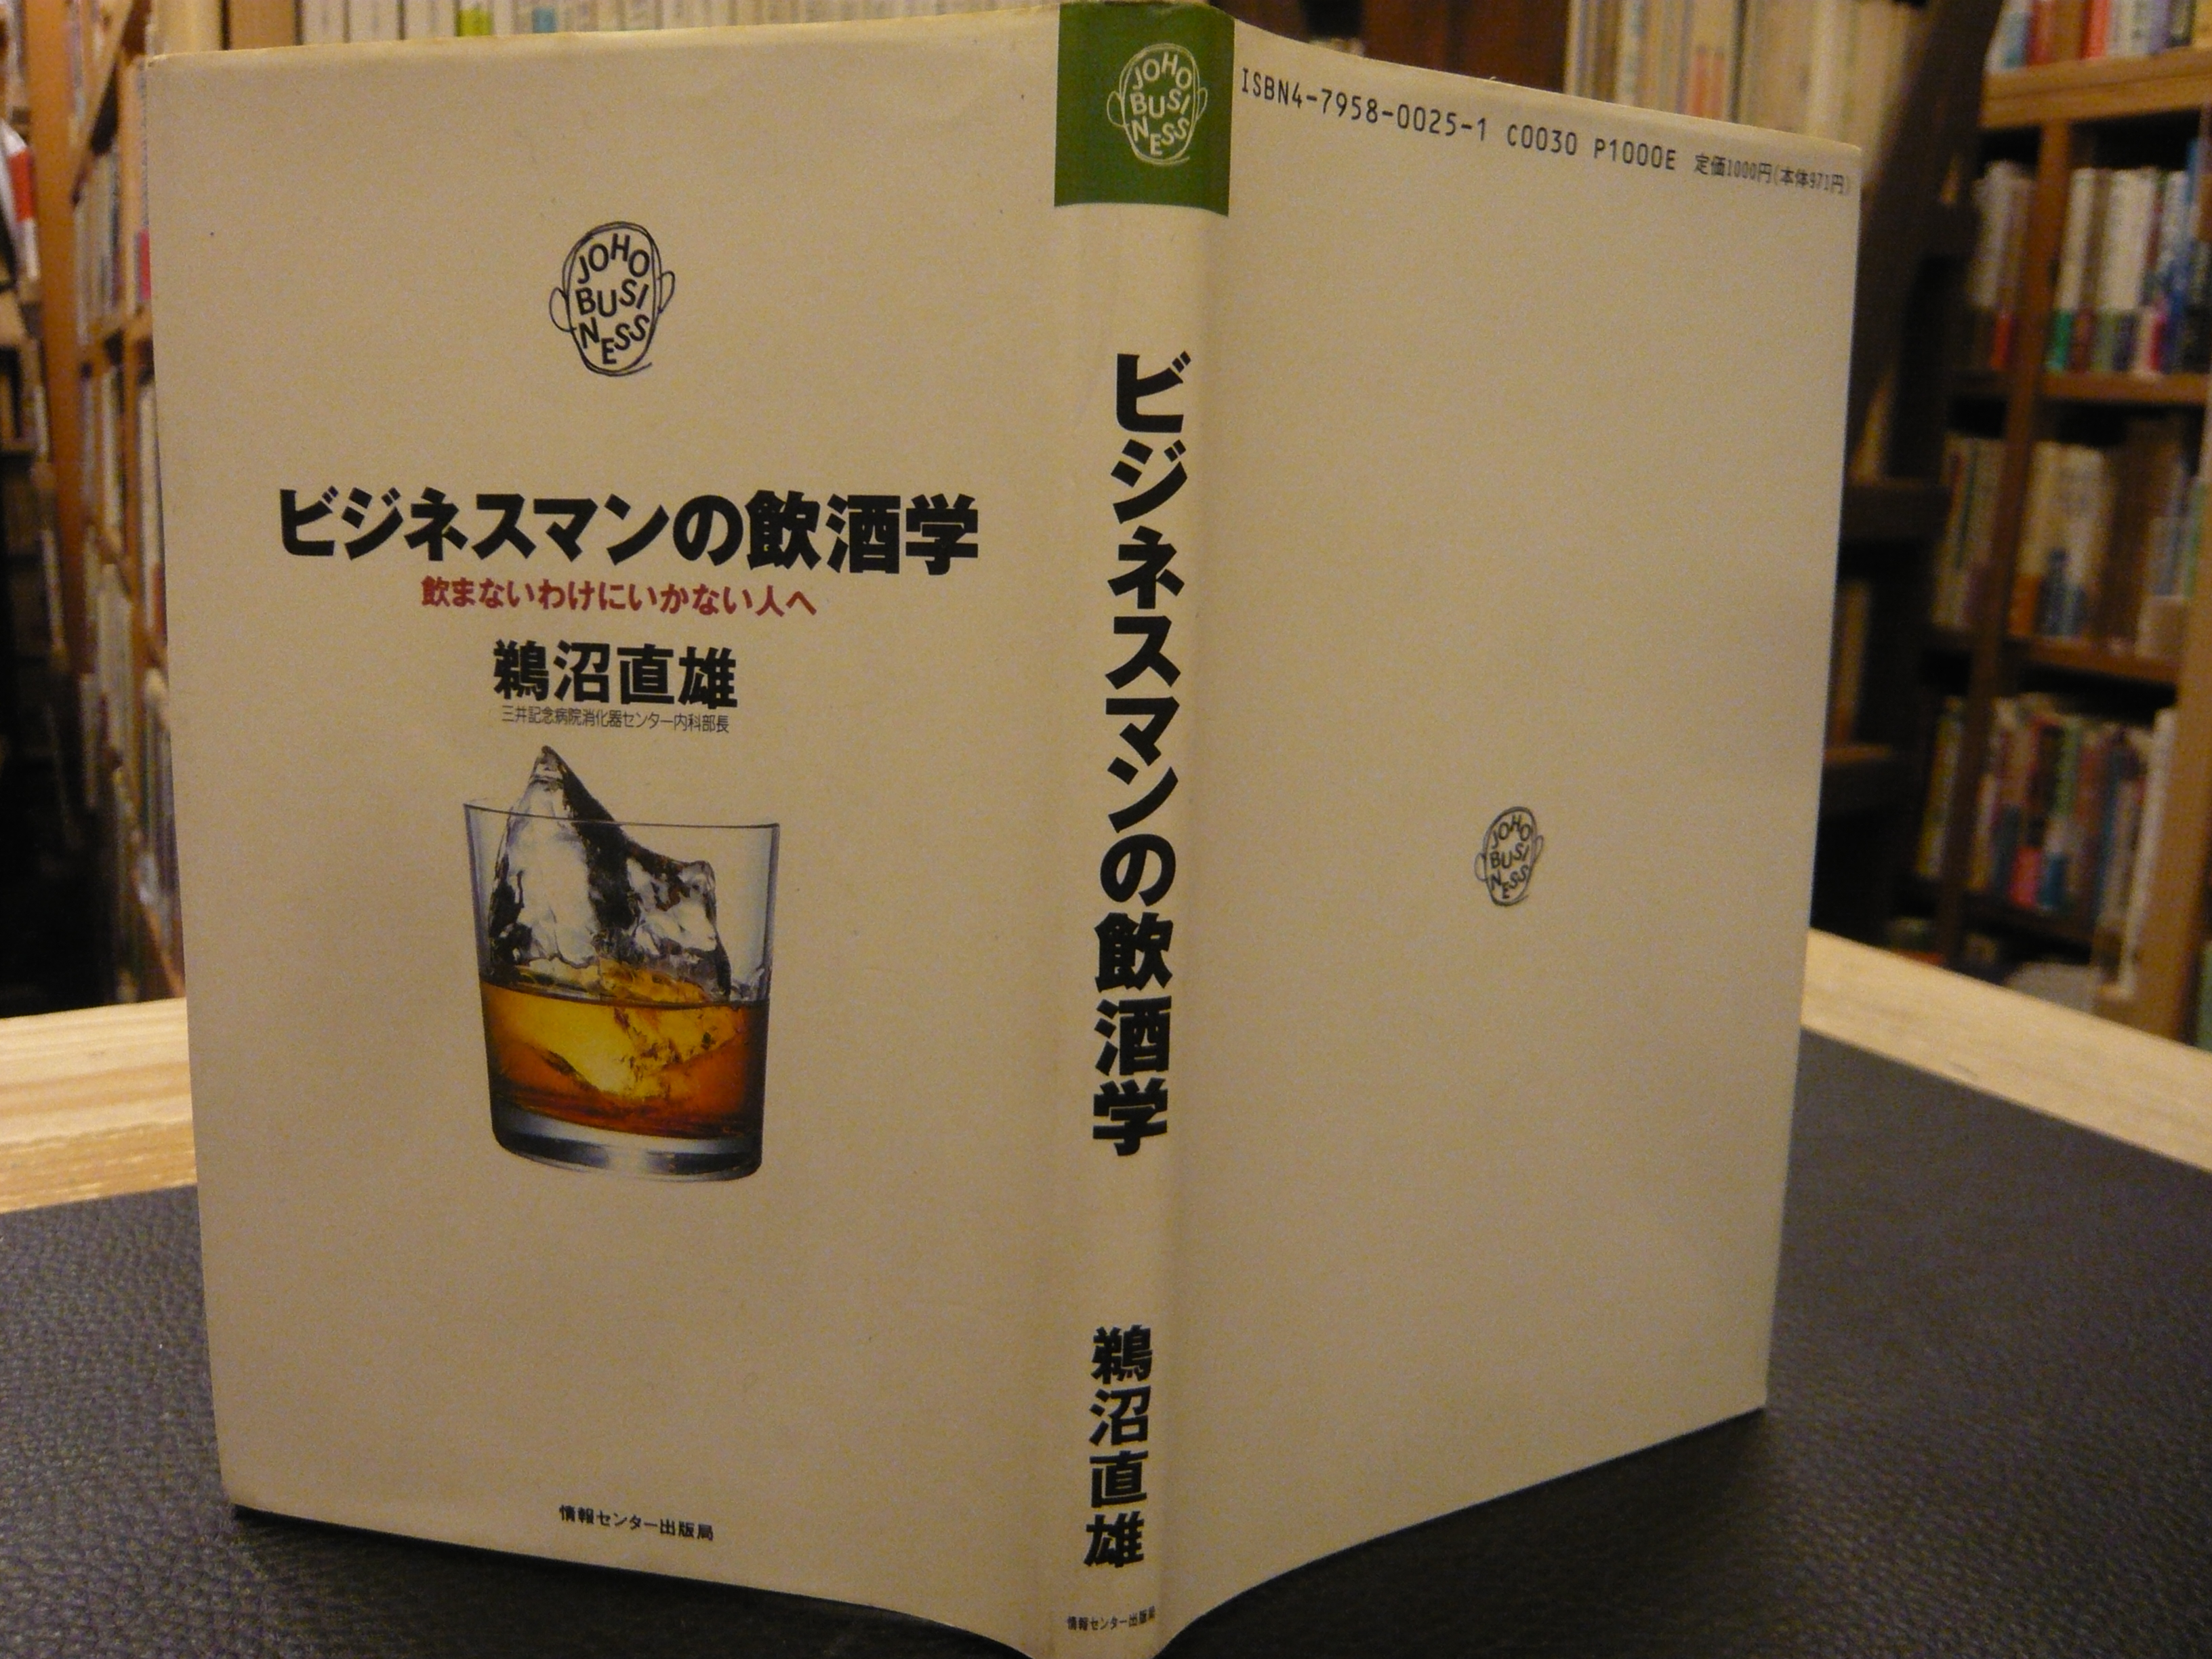 JOHO
BUSI
NESS
ビジネスマンの飲酒学
飲まないわけにいかない人へ
鵜沼直雄
三井記念病院消化器センター内科部長
情報センター出版局
JOHO
BUSI
NESS
ビジネスマンの飲酒学
鵜沼直雄
情報センター出版局
ISBN4-7958-0025-1 C0030 P1000E 定価1000円(本体971円)
JOHO
BUSI
NESS